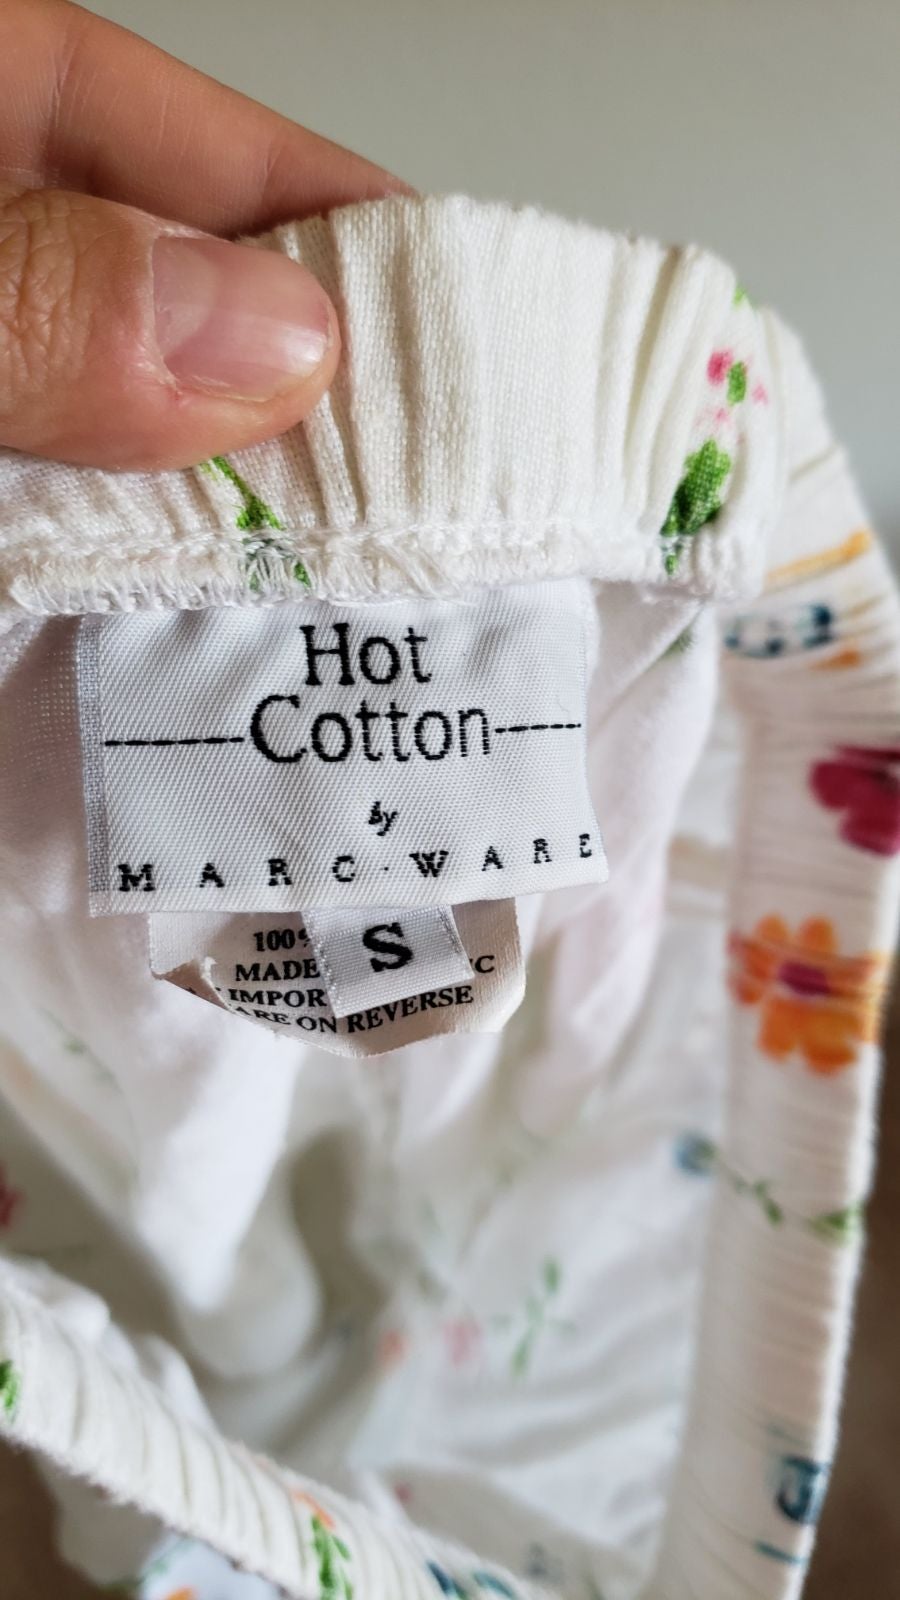 Hot
Cotton
by
MARC·WARE
S
100%
MADE
IMPOR
ARE ON REVERSE